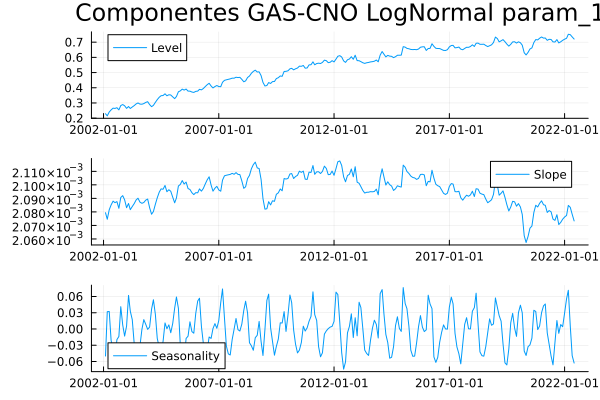 Componentes GAS-CNO LogNormal param_1
Level
0.7
0.6
0.5
0.4
0.3
0.2
2002-01-01 2007-01-01 2012-01-01 2017-01-01 2022-01-01
Slope
2.110×10⁻³
2.100×10⁻³
2.090×10⁻³
2.080×10⁻³
2.070×10⁻³
2.060×10⁻³
2002-01-01 2007-01-01 2012-01-01 2017-01-01 2022-01-01
0.06
0.03
0.00
−0.03
−0.06
Seasonality
2002-01-01 2007-01-01 2012-01-01 2017-01-01 2022-01-01